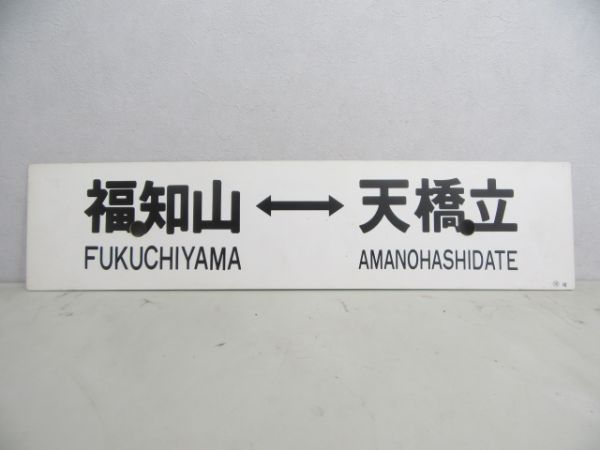 福知山 ↔ 天橋立
FUKUCHIYAMA AMANOHASHIDATE